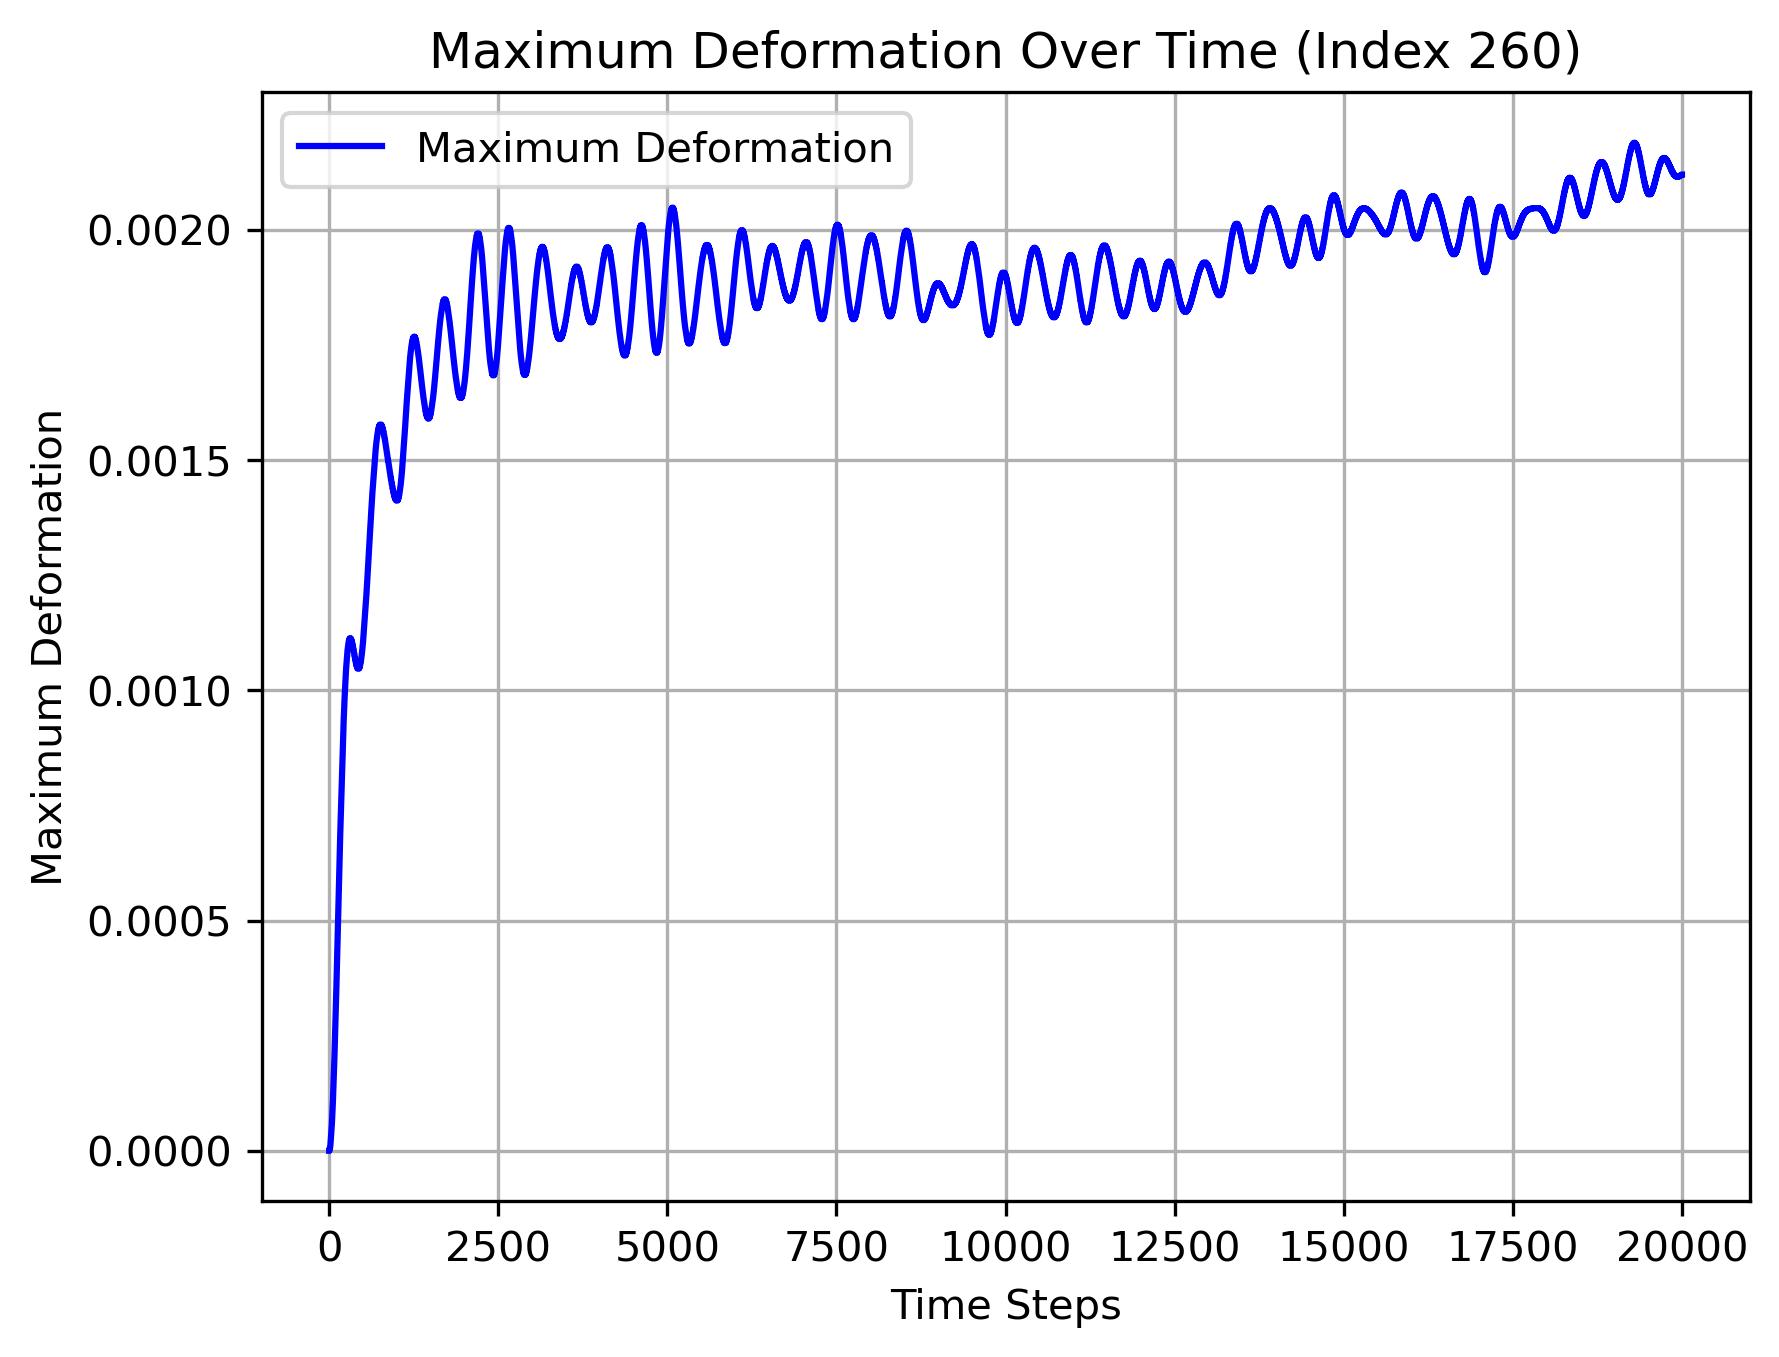 Maximum Deformation Over Time (Index 260)
Maximum Deformation
Maximum Deformation
0.0020
0.0015
0.0010
0.0005
0.0000
0 2500 5000 7500 10000 12500 15000 17500 20000
Time Steps